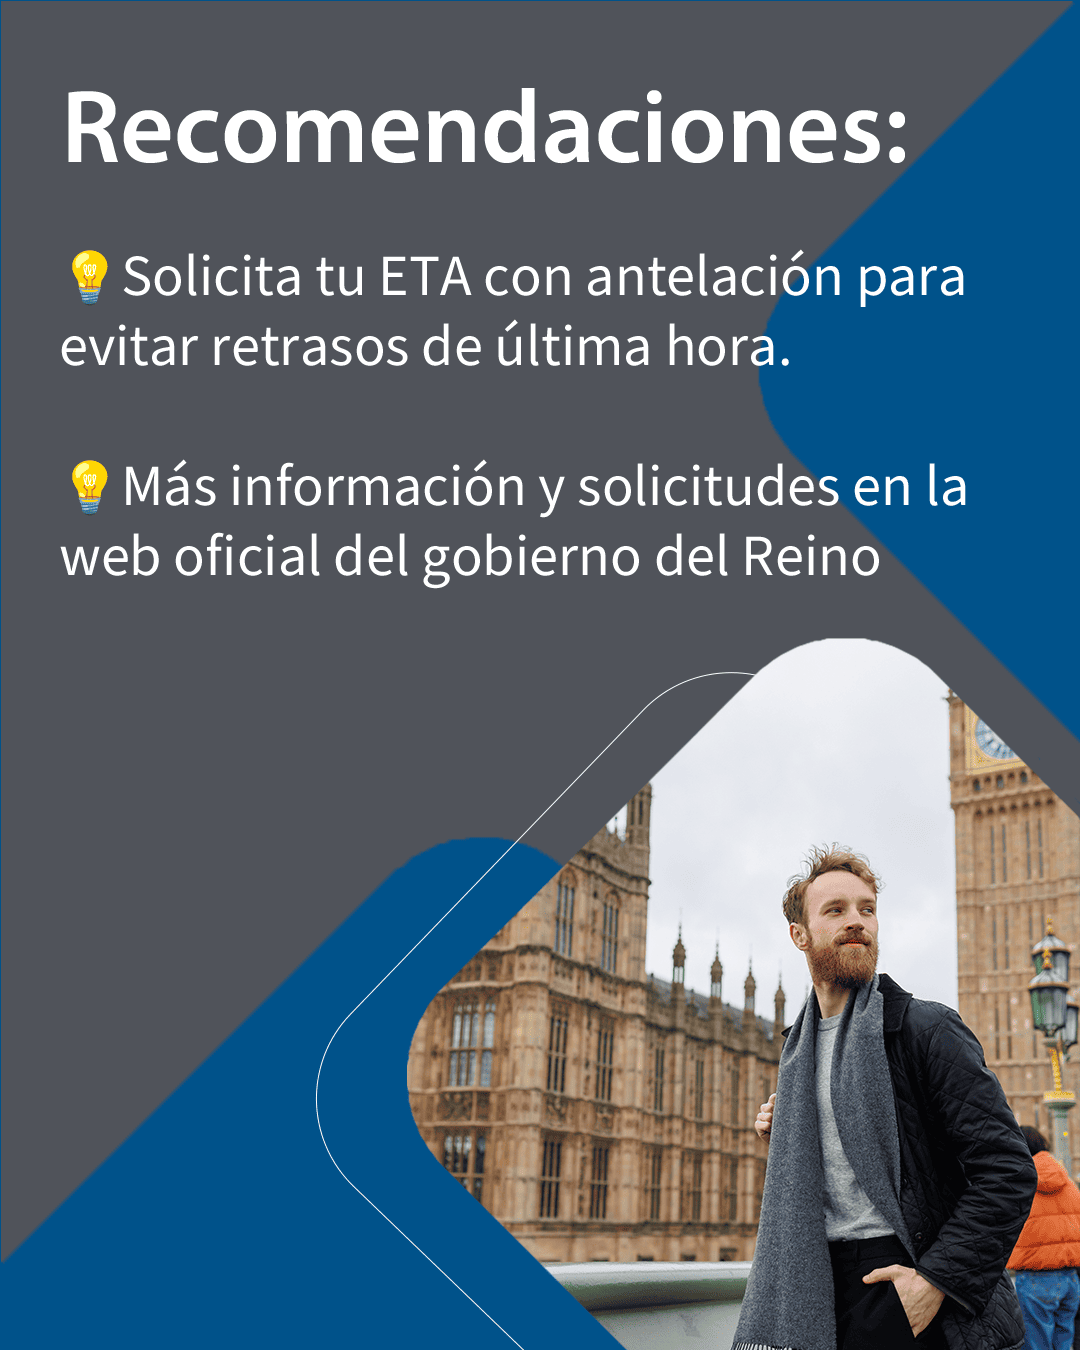 Recomendaciones:
💡Solicita tu ETA con antelación para
evitar retrasos de última hora.
💡Más información y solicitudes en la
web oficial del gobierno del Reino